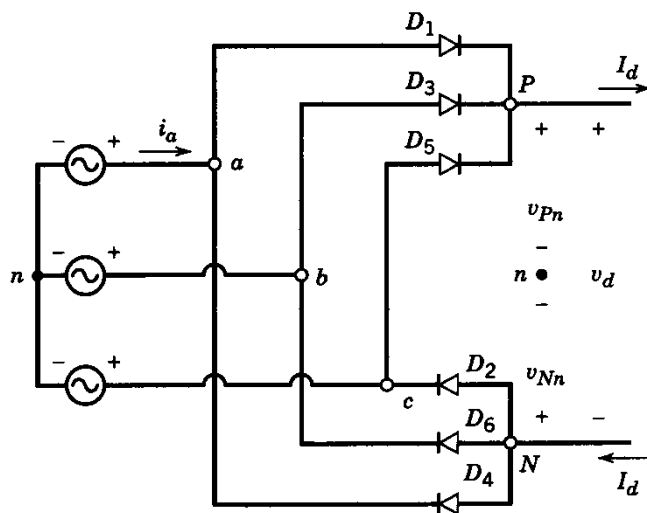 D1
D3
P
Id
+ +
- +
ia
a
D5
vPn
-
n
- +
b
n
vd
-
- +
c
D2
vNn
+ -
D6
N
Id
D4